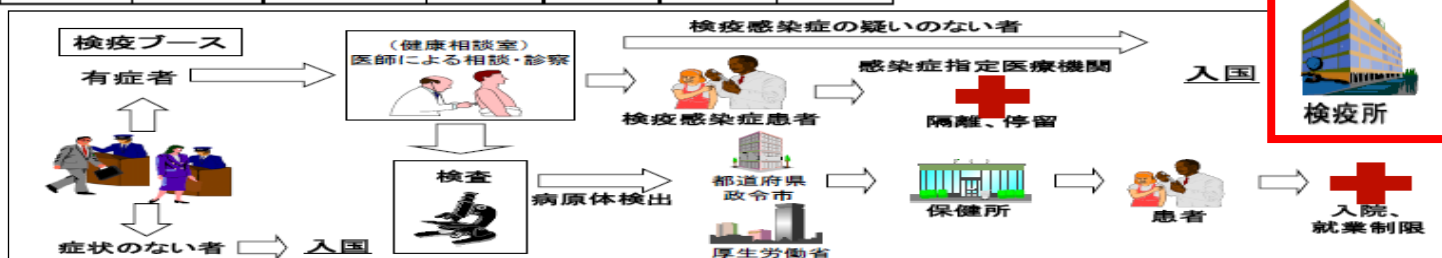 検疫ブース
有症者
(健康相談室)
医師による相談・診察
検疫感染症の疑いのない者
検疫感染症患者
感染症指定医療機関
隔離、停留
入国
検疫所
検査
病原体検出
都道府県
政令市
厚生労働省
保健所
患者
入院、
就業制限
症状のない者
入国